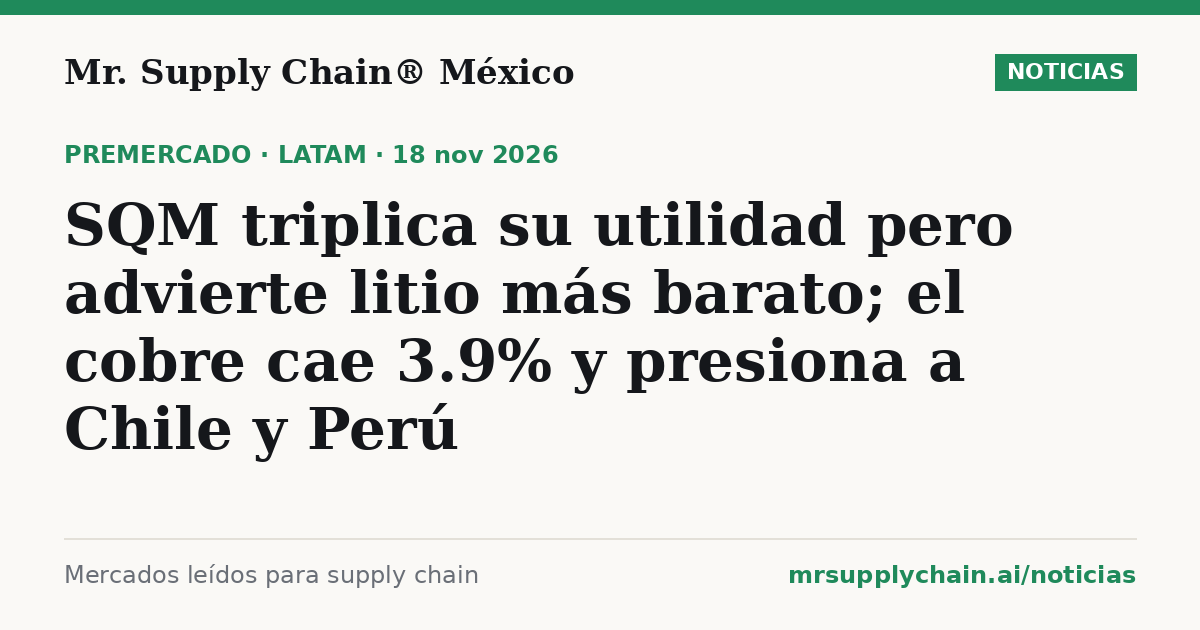 Mr. Supply Chain® México
NOTICIAS
PREMERCADO · LATAM · 18 nov 2026
SQM triplica su utilidad pero
advierte litio más barato; el
cobre cae 3.9% y presiona a
Chile y Perú
Mercados leídos para supply chain
mrsupplychain.ai/noticias